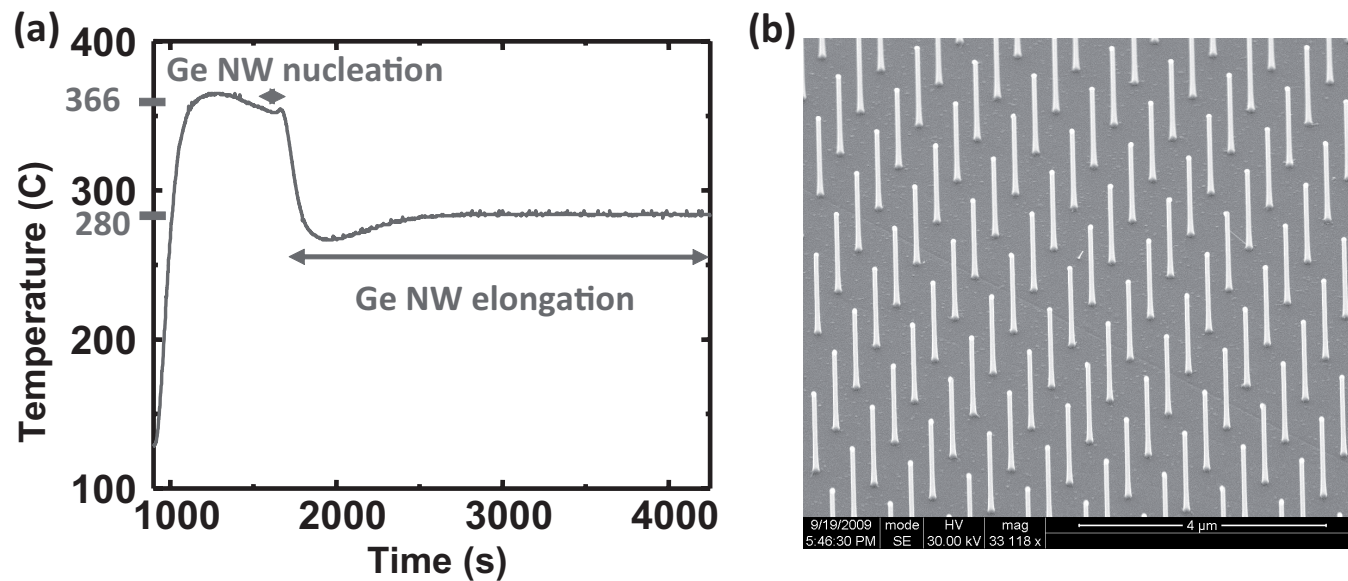 (a)
400
Ge NW nucleation
366
300
280
Ge NW elongation
200
100
Temperature (C)
1000
2000
3000
4000
Time (s)
(b)
9/19/2009
5:46:30 PM
mode
SE
HV
30.00 kV
mag
33 118 x
4 µm